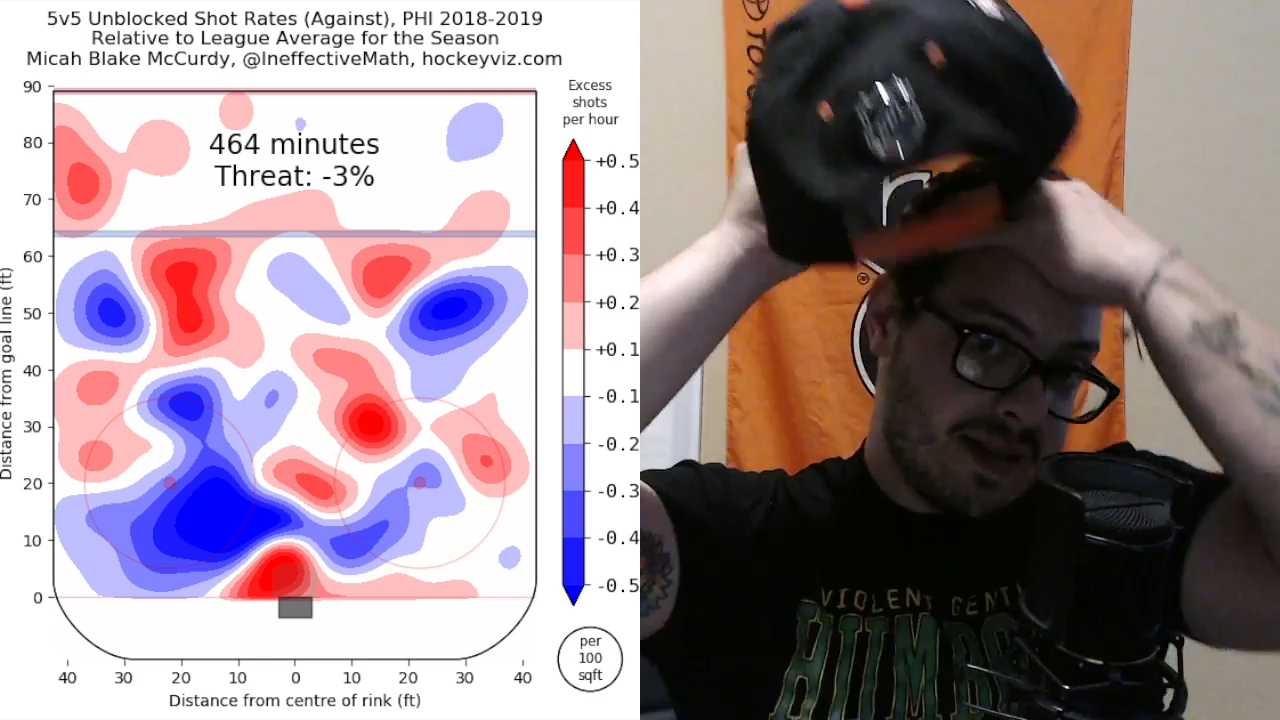 5v5 Unblocked Shot Rates (Against), PHI 2018-2019
Relative to League Average for the Season
Micah Blake McCurdy, @IneffectiveMath, hockeyviz.com
Excess
shots
per hour
464 minutes
Threat: -3%
+0.5
+0.4
+0.3
+0.2
+0.1
-0.1
-0.2
-0.3
-0.4
-0.5
per
100
sqft
Distance from goal line (ft)
90
80
70
60
50
40
30
20
10
0
40 30 20 10 0 10 20 30 40
Distance from centre of rink (ft)
VIOLENT GENT